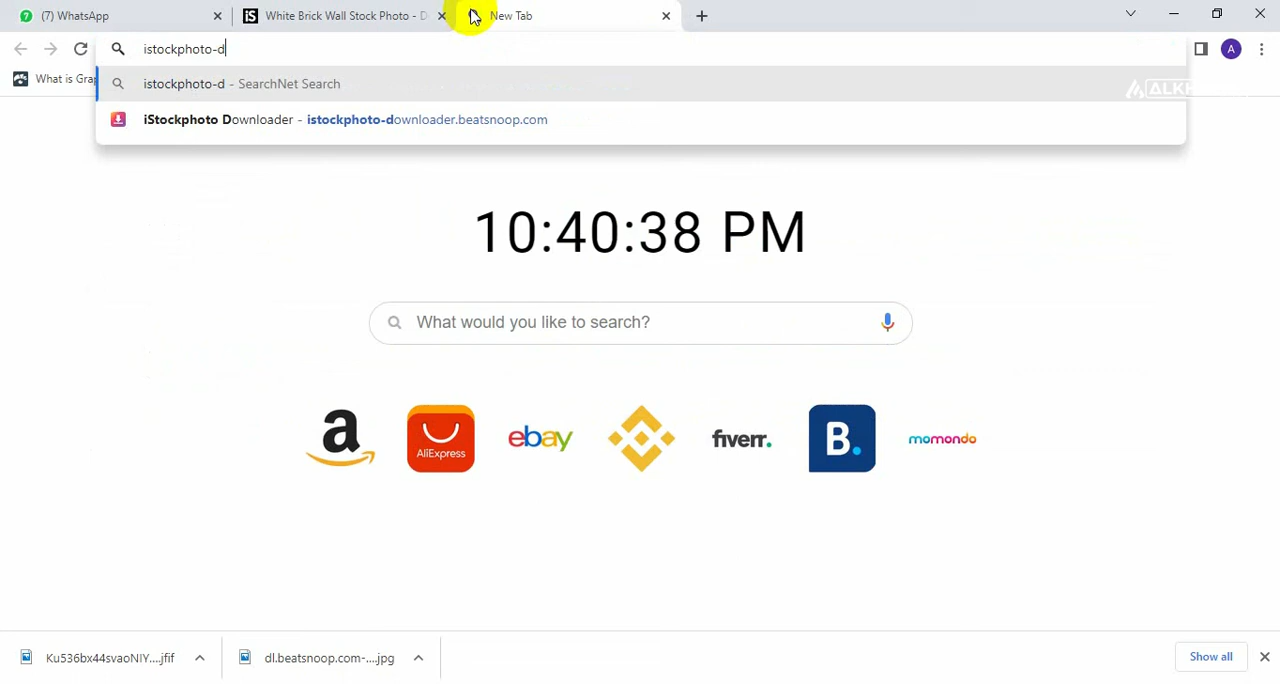 (7) WhatsApp
iS White Brick Wall Stock Photo - D
New Tab
istockphoto-d
A
What is Grap
istockphoto-d - SearchNet Search
iStockphoto Downloader - istockphoto-downloader.beatsnoop.com
10:40:38 PM
What would you like to search?
a
AliExpress
ebay
fiverr.
B.
momondo
Ku536bx44svaoNIY....jfif
dl.beatsnoop.com-....jpg
Show all